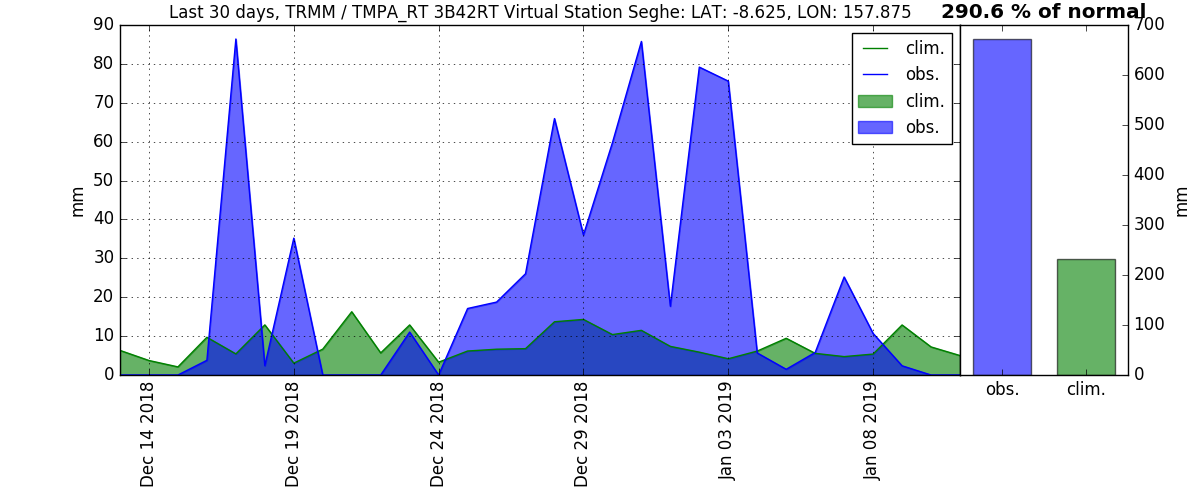 Last 30 days, TRMM / TMPA_RT 3B42RT Virtual Station Seghe: LAT: -8.625, LON: 157.875
290.6 % of normal
90
80
70
60
50
40
30
20
10
0
mm
clim.
obs.
clim.
obs.
Dec 14 2018
Dec 19 2018
Dec 24 2018
Dec 29 2018
Jan 03 2019
Jan 08 2019
700
600
500
400
300
200
100
0
mm
obs.
clim.